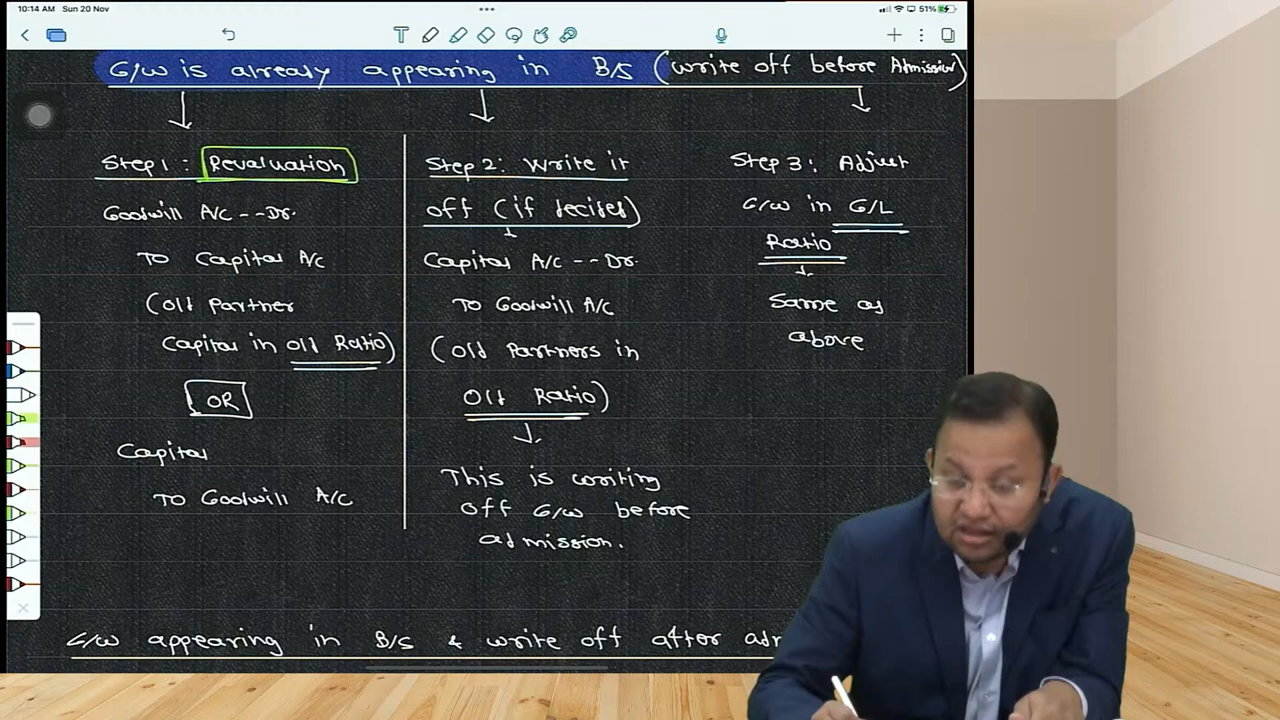 10:14 AM Sun 20 Nov
51%
G/W is already appearing in B/S (write off before Admission)
Step 1 : Revaluation
Goodwill A/C --Dr.
To Capital A/C
(Old Partner
Capital in Old Ratio)
OR
Capital
To Goodwill A/C
Step 2: Write it
off (if decides)
Capital A/C --Dr.
To Goodwill A/C
(Old Partners in
Old Ratio)
This is writing
off G/W before
admission.
Step 3: Adjust
G/W in G/L
Ratio
Same as
above
G/W appearing in B/S & write off after adm